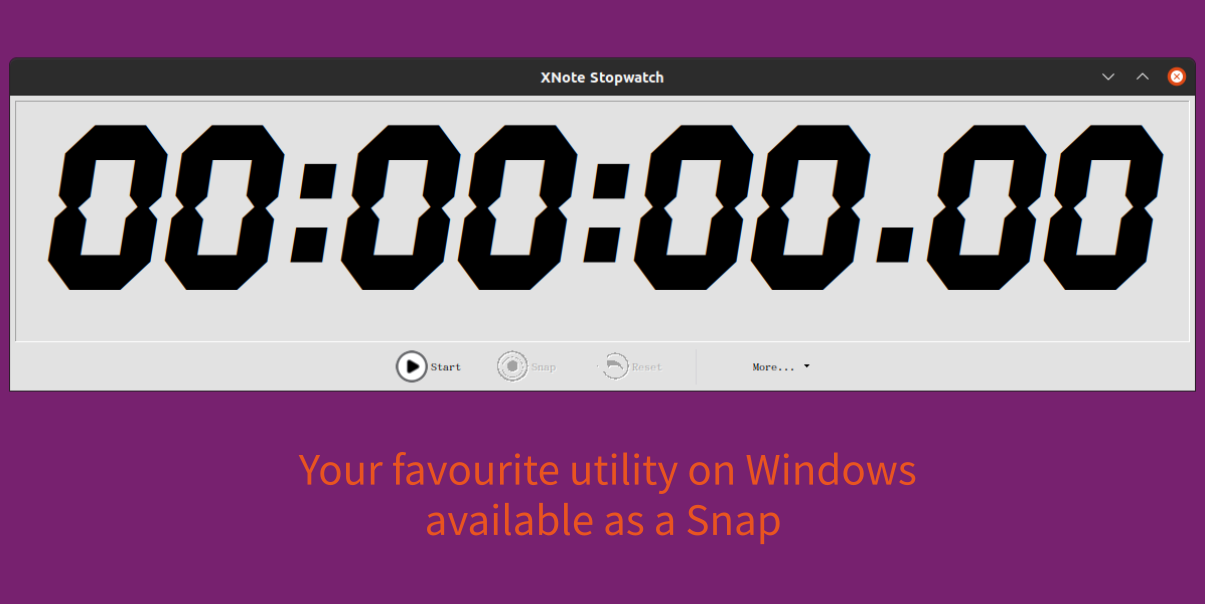 XNote Stopwatch
00:00:00.00
Start Snap Reset More...
Your favourite utility on Windows
available as a Snap